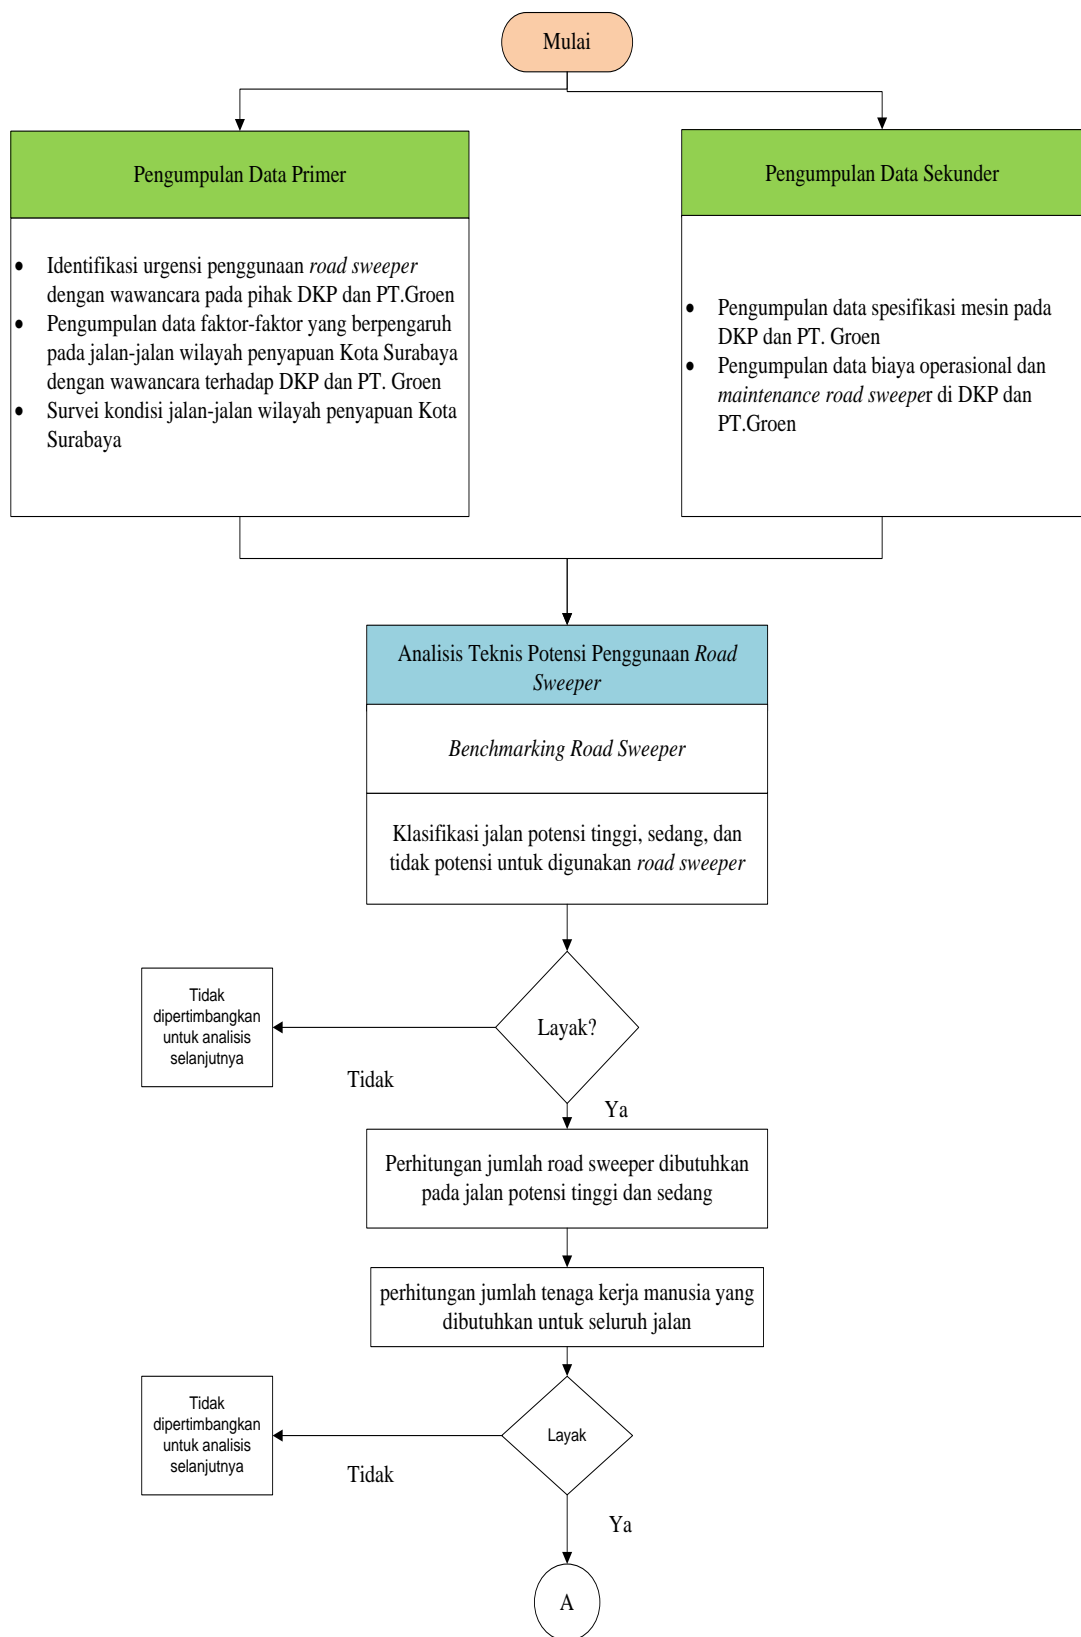 Mulai
Pengumpulan Data Primer
• Identifikasi urgensi penggunaan road sweeper
dengan wawancara pada pihak DKP dan PT.Groen
• Pengumpulan data faktor-faktor yang berpengaruh
pada jalan-jalan wilayah penyapuan Kota Surabaya
dengan wawancara terhadap DKP dan PT. Groen
• Survei kondisi jalan-jalan wilayah penyapuan Kota
Surabaya
Pengumpulan Data Sekunder
• Pengumpulan data spesifikasi mesin pada
DKP dan PT. Groen
• Pengumpulan data biaya operasional dan
maintenance road sweeper di DKP dan
PT.Groen
Analisis Teknis Potensi Penggunaan Road
Sweeper
Benchmarking Road Sweeper
Klasifikasi jalan potensi tinggi, sedang, dan
tidak potensi untuk digunakan road sweeper
Layak?
Tidak
Tidak
dipertimbangkan
untuk analisis
selanjutnya
Ya
Perhitungan jumlah road sweeper dibutuhkan
pada jalan potensi tinggi dan sedang
perhitungan jumlah tenaga kerja manusia yang
dibutuhkan untuk seluruh jalan
Layak
Tidak
Tidak
dipertimbangkan
untuk analisis
selanjutnya
Ya
A